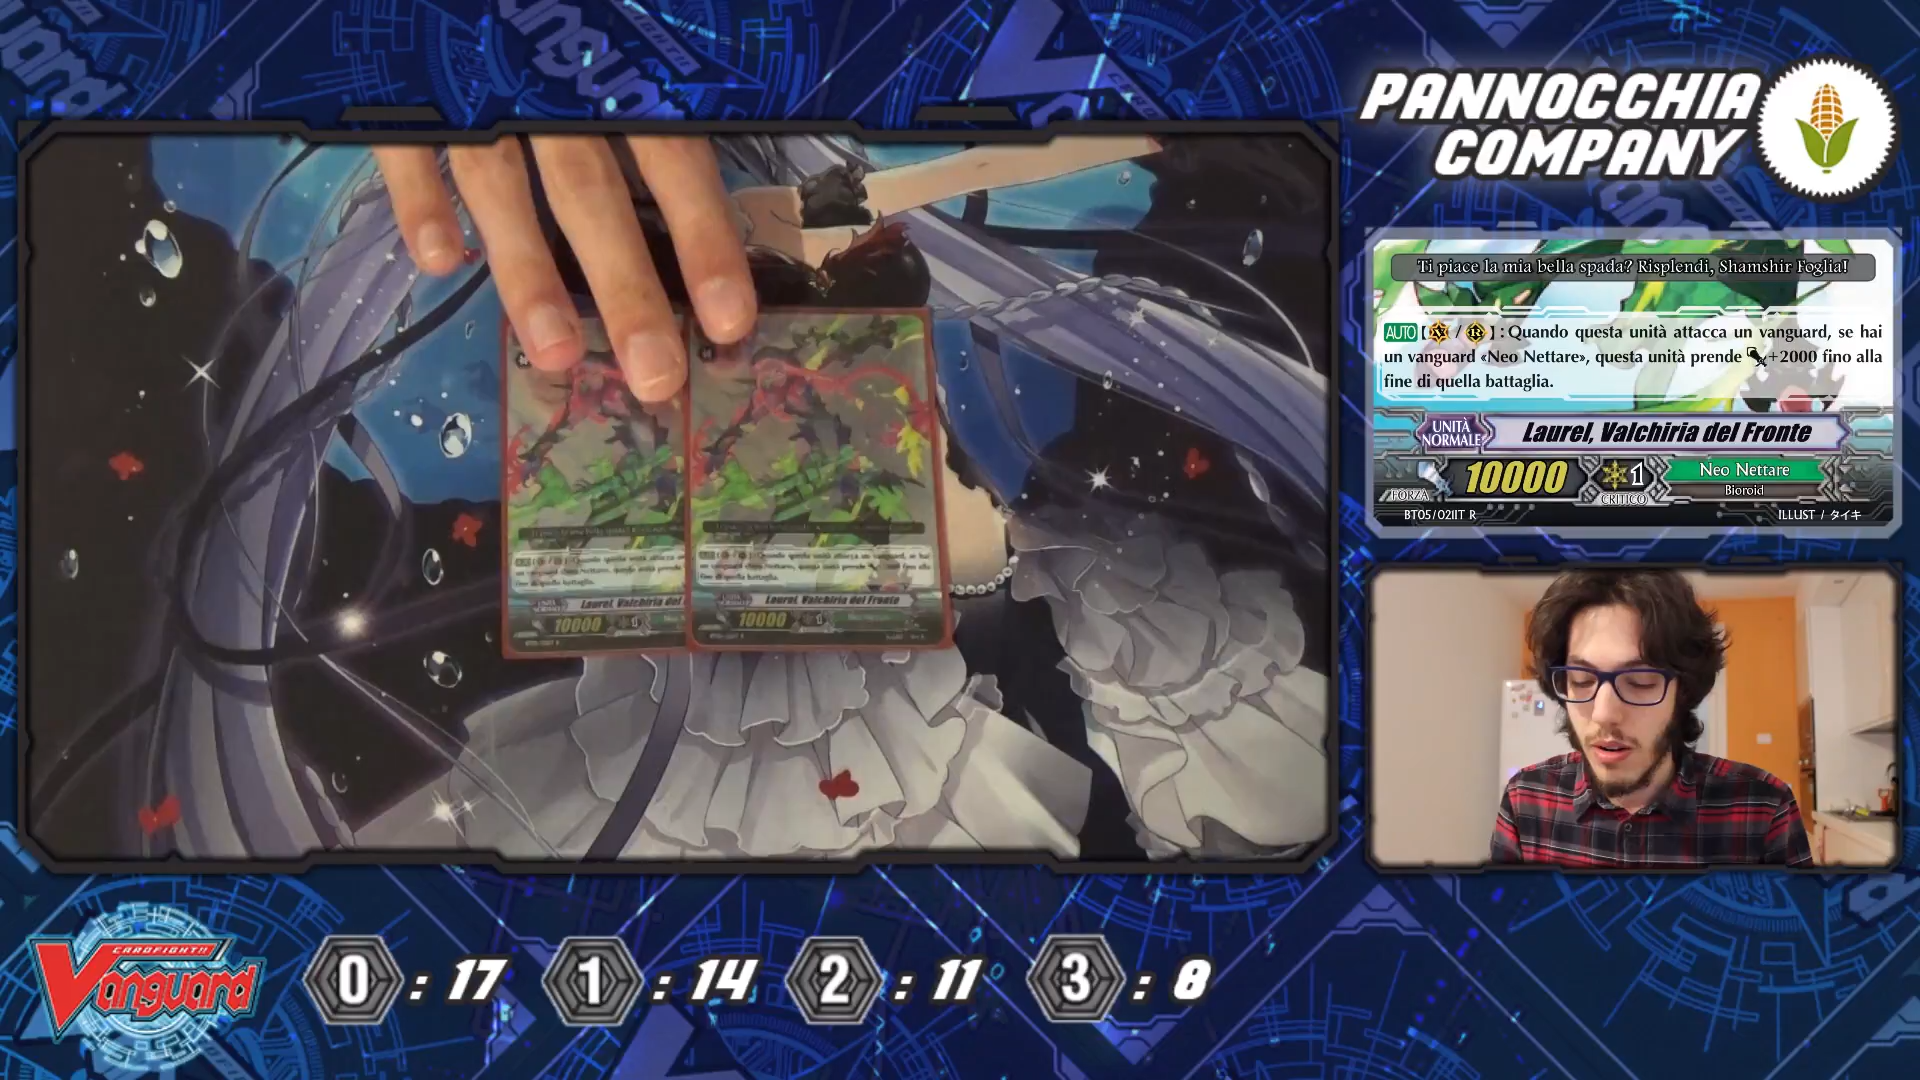 PANNOCCHIA
COMPANY
Ti piace la mia bella spada? Risplendi, Shamshir Foglia!
AUTO【 / R 】: Quando questa unità attacca un vanguard, se hai
un vanguard «Neo Nettare», questa unità prende +2000 fino alla
fine di quella battaglia.
UNITÀ
NORMALE
Laurel, Valchiria del Fronte
FORZA
10000
1
CRITICO
Neo Nettare
Bioroid
BT05/021IT R
ILLUST / タイキ
Laurel, Valchiria del
10000
1
Laurel, Valchiria del Fronte
10000
1
CARDFIGHT!!
Vanguard
0 : 17
1 : 14
2 : 11
3 : 8